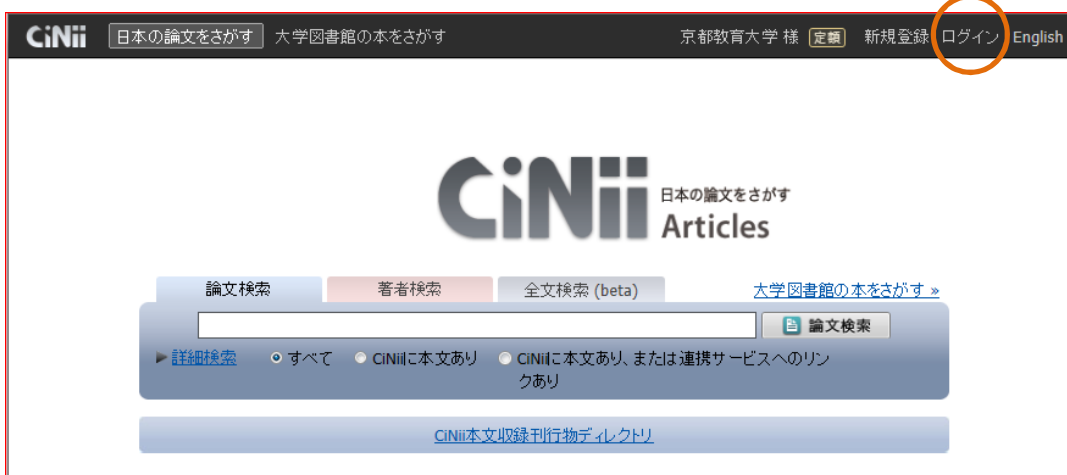 CiNii 日本の論文をさがす 大学図書館の本をさがす 京都教育大学 様 定額 新規登録 ログイン English
CiNii 日本の論文をさがす
Articles
論文検索 著者検索 全文検索 (beta) 大学図書館の本をさがす »
論文検索
詳細検索 すべて CiNiiに本文あり CiNiiに本文あり、または連携サービスへのリン
クあり
CiNii本文収録刊行物ディレクトリ